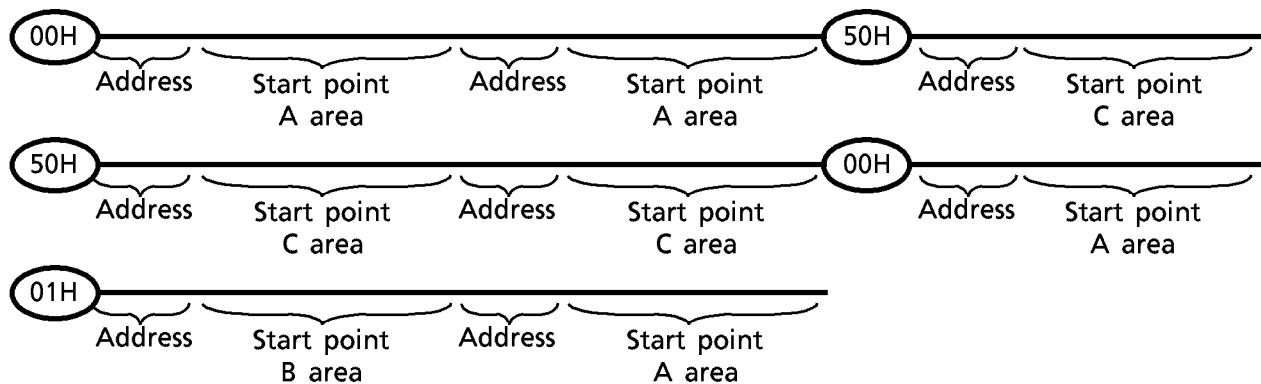 00H 50H
Address Start point Address Start point Address Start point
A area A area C area
50H 00H
Address Start point Address Start point Address Start point
C area C area A area
01H
Address Start point Address Start point
B area A area